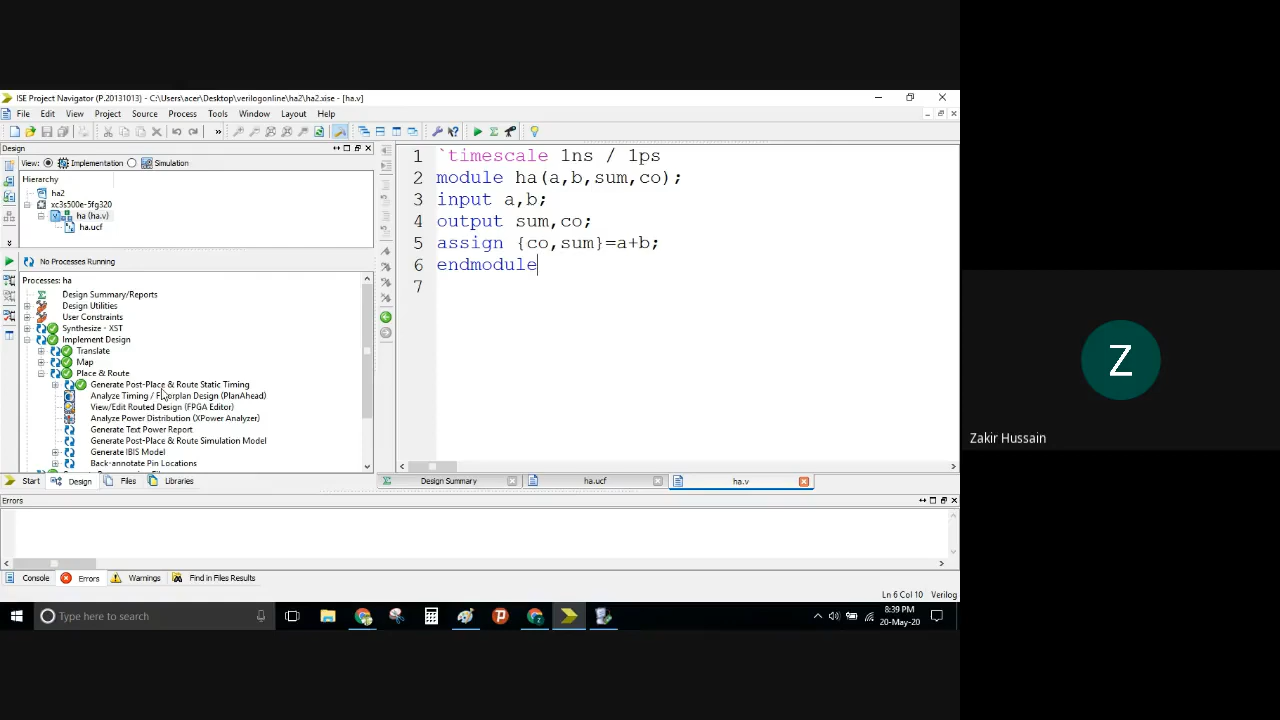 ISE Project Navigator (P.20131013) - C:\Users\acer\Desktop\verilogonline\ha2\ha2.xise - [ha.v]
File Edit View Project Source Process Tools Window Layout Help
Design
View: Implementation Simulation
Hierarchy
ha2
xc3s500e-5fg320
ha (ha.v)
ha.ucf
No Processes Running
Processes: ha
Design Summary/Reports
Design Utilities
User Constraints
Synthesize - XST
Implement Design
Translate
Map
Place & Route
Generate Post-Place & Route Static Timing
Analyze Timing / Floorplan Design (PlanAhead)
View/Edit Routed Design (FPGA Editor)
Analyze Power Distribution (XPower Analyzer)
Generate Text Power Report
Generate Post-Place & Route Simulation Model
Generate IBIS Model
Back-annotate Pin Locations
Start Design Files Libraries
1 `timescale 1ns / 1ps
2 module ha(a,b,sum,co);
3 input a,b;
4 output sum,co;
5 assign {co,sum}=a+b;
6 endmodule
7
Design Summary ha.ucf ha.v
Errors
Console Errors Warnings Find in Files Results
Ln 6 Col 10 Verilog
Type here to search
8:39 PM
20-May-20
Z
Zakir Hussain